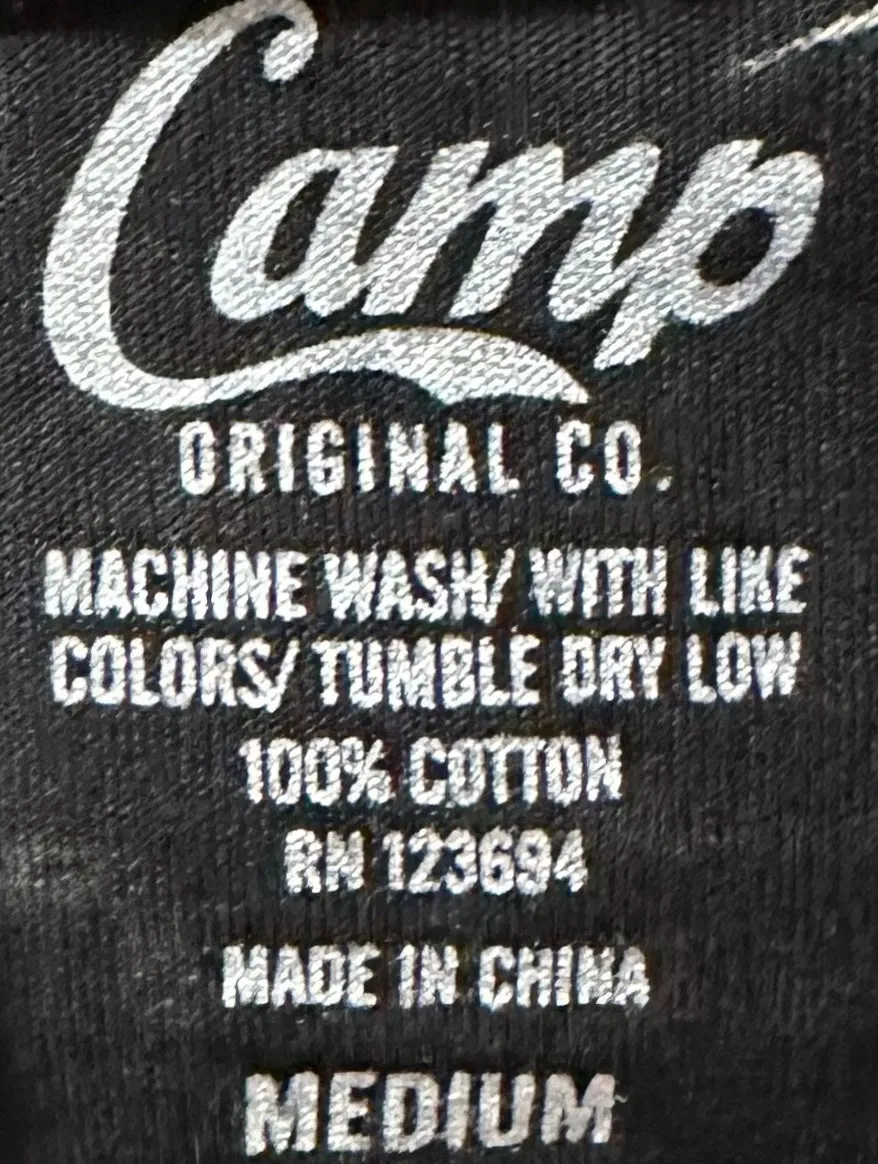 Camp
ORIGINAL CO.
MACHINE WASH/ WITH LIKE
COLORS/ TUMBLE DRY LOW
100% COTTON
RN 123694
MADE IN CHINA
MEDIUM